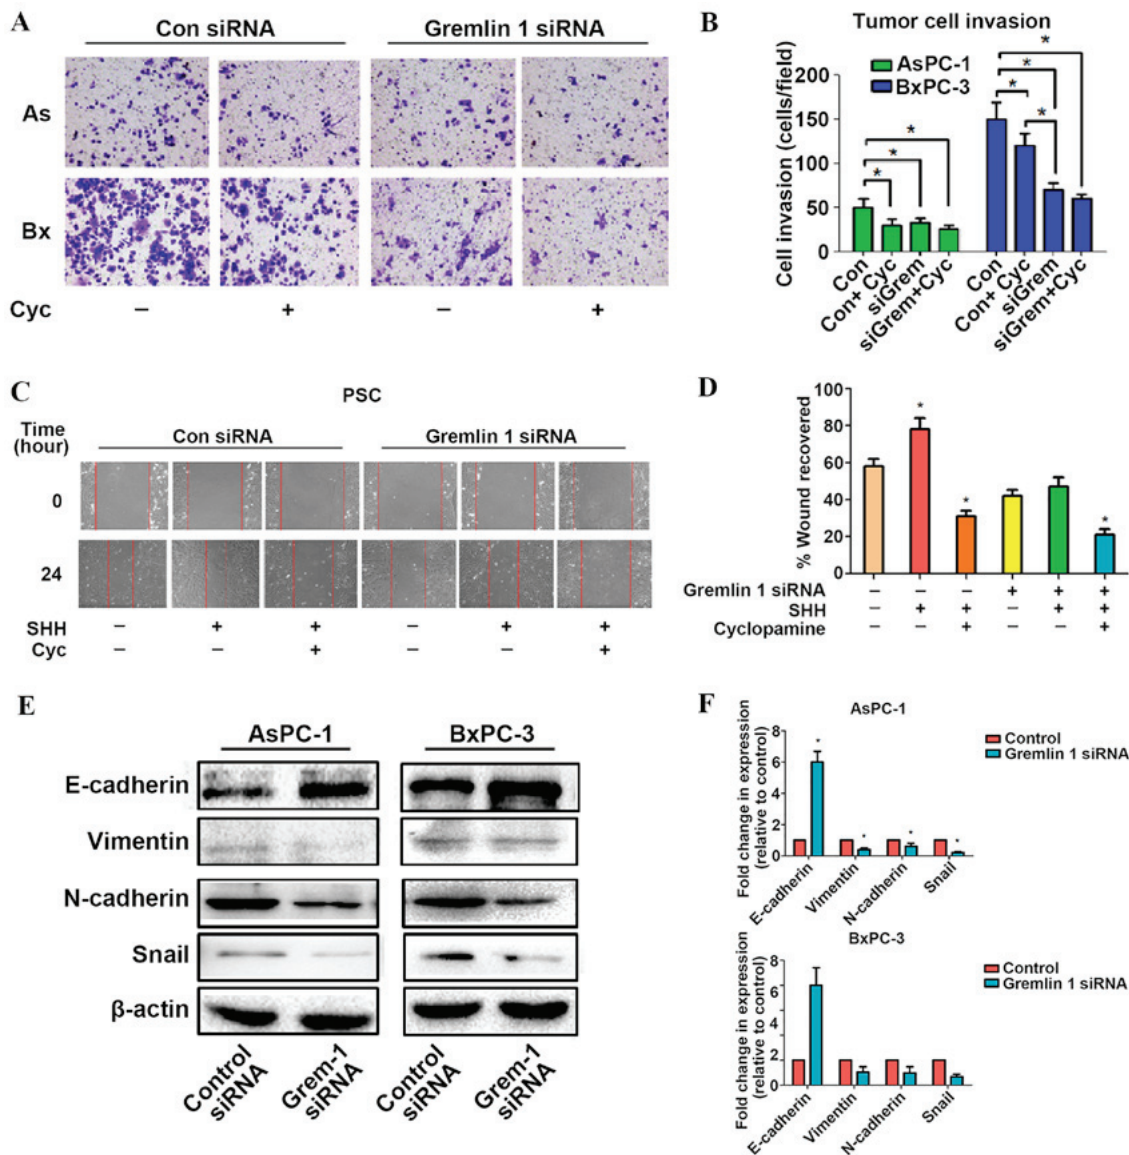 A
Con siRNA
Gremlin 1 siRNA
As
Bx
Cyc
– + – +
B
Tumor cell invasion
AsPC-1
BxPC-3
Cell invasion (cells/field)
200
150
100
50
0
* * * * * * *
Con
Con+ Cyc
siGrem
siGrem+Cyc
Con
Con+ Cyc
siGrem
siGrem+Cyc
C
PSC
Time
(hour)
Con siRNA
Gremlin 1 siRNA
0
24
SHH – + + – + +
Cyc – – + – – +
D
% Wound recovered
100
80
60
40
20
0
* * *
Gremlin 1 siRNA – – – + + +
SHH – + + – + +
Cyclopamine – – + – – +
E
AsPC-1
BxPC-3
E-cadherin
Vimentin
N-cadherin
Snail
β-actin
Control
siRNA
Grem-1
siRNA
Control
siRNA
Grem-1
siRNA
F
AsPC-1
Control
Gremlin 1 siRNA
Fold change in expression
(relative to control)
8
6
4
2
0
* * * *
E-cadherin
Vimentin
N-cadherin
Snail
BxPC-3
Control
Gremlin 1 siRNA
Fold change in expression
(relative to control)
8
6
2
0
E-cadherin
Vimentin
N-cadherin
Snail